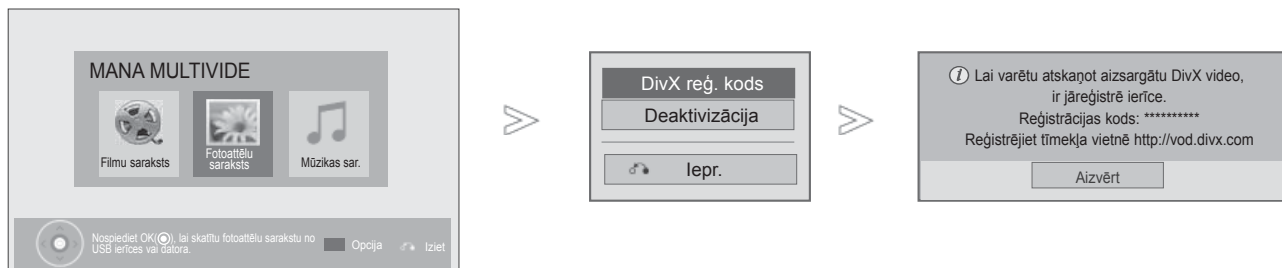 MANA MULTIVIDE
Filmu saraksts
Fotoattēlu
saraksts
Mūzikas sar.
Nospiediet OK(◉), lai skatītu fotoattēlu sarakstu no
USB ierīces vai datora.
Opcija
Iziet
DivX reģ. kods
Deaktivizācija
Iepr.
Lai varētu atskaņot aizsargātu DivX video,
ir jāreģistrē ierīce.
Reģistrācijas kods: **********
Reģistrējiet tīmekļa vietnē http://vod.divx.com
Aizvērt